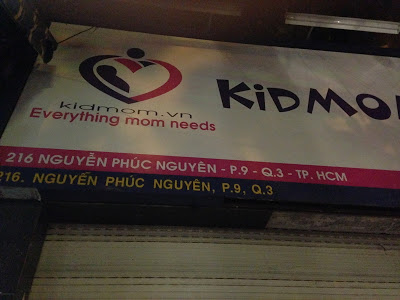 kidmom.vn
Everything mom needs
216 NGUYỄN PHÚC NGUYÊN - P.9 - Q.3 - TP. HCM
216. NGUYỄN PHÚC NGUYÊN, P.9, Q.3